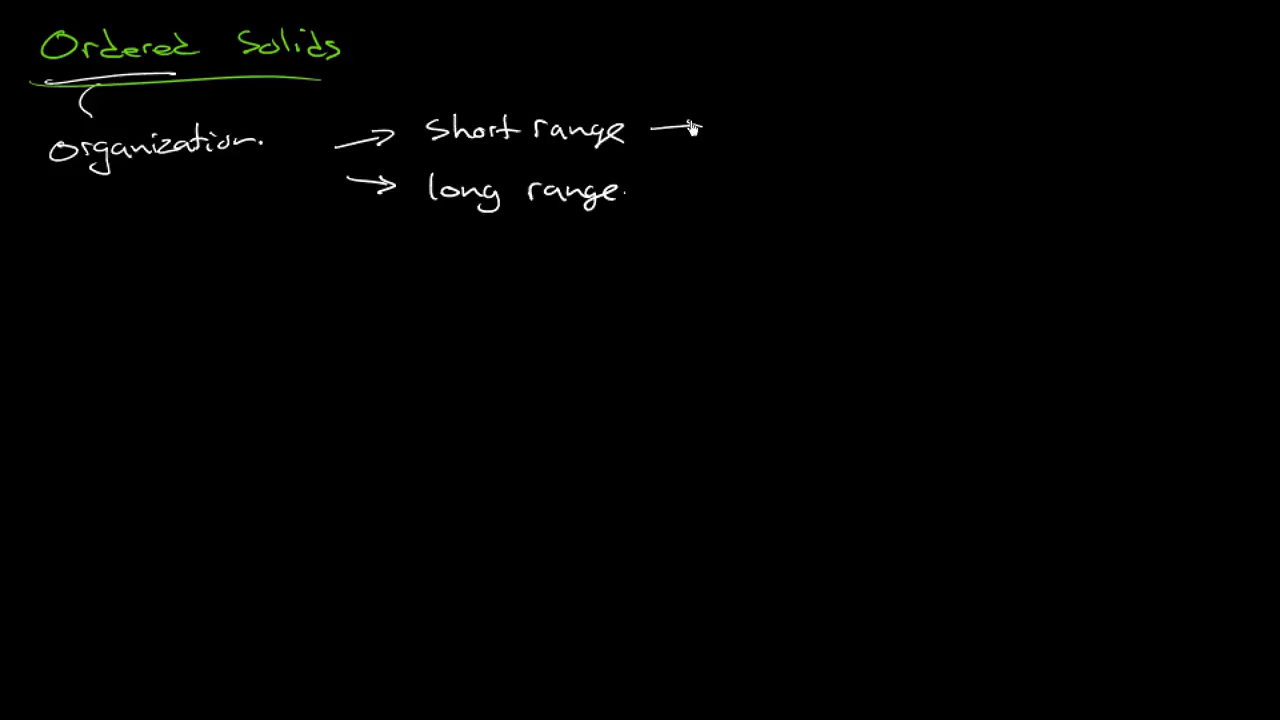 Ordered Solids
organization. → short range →
→ long range.